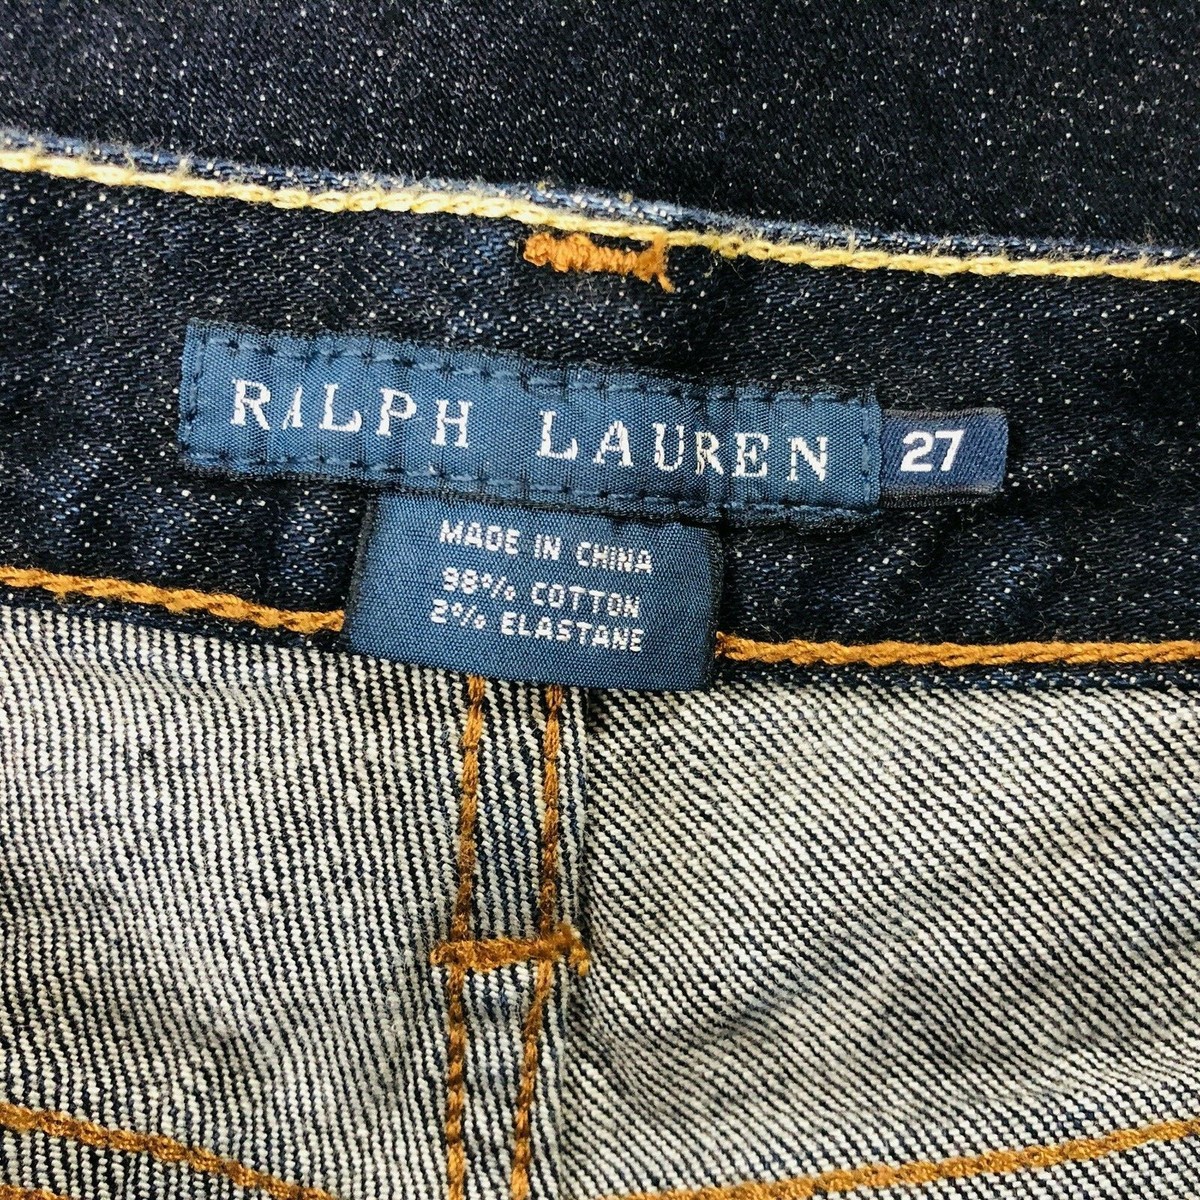 RALPH LAUREN 27
MADE IN CHINA
98% COTTON
2% ELASTANE